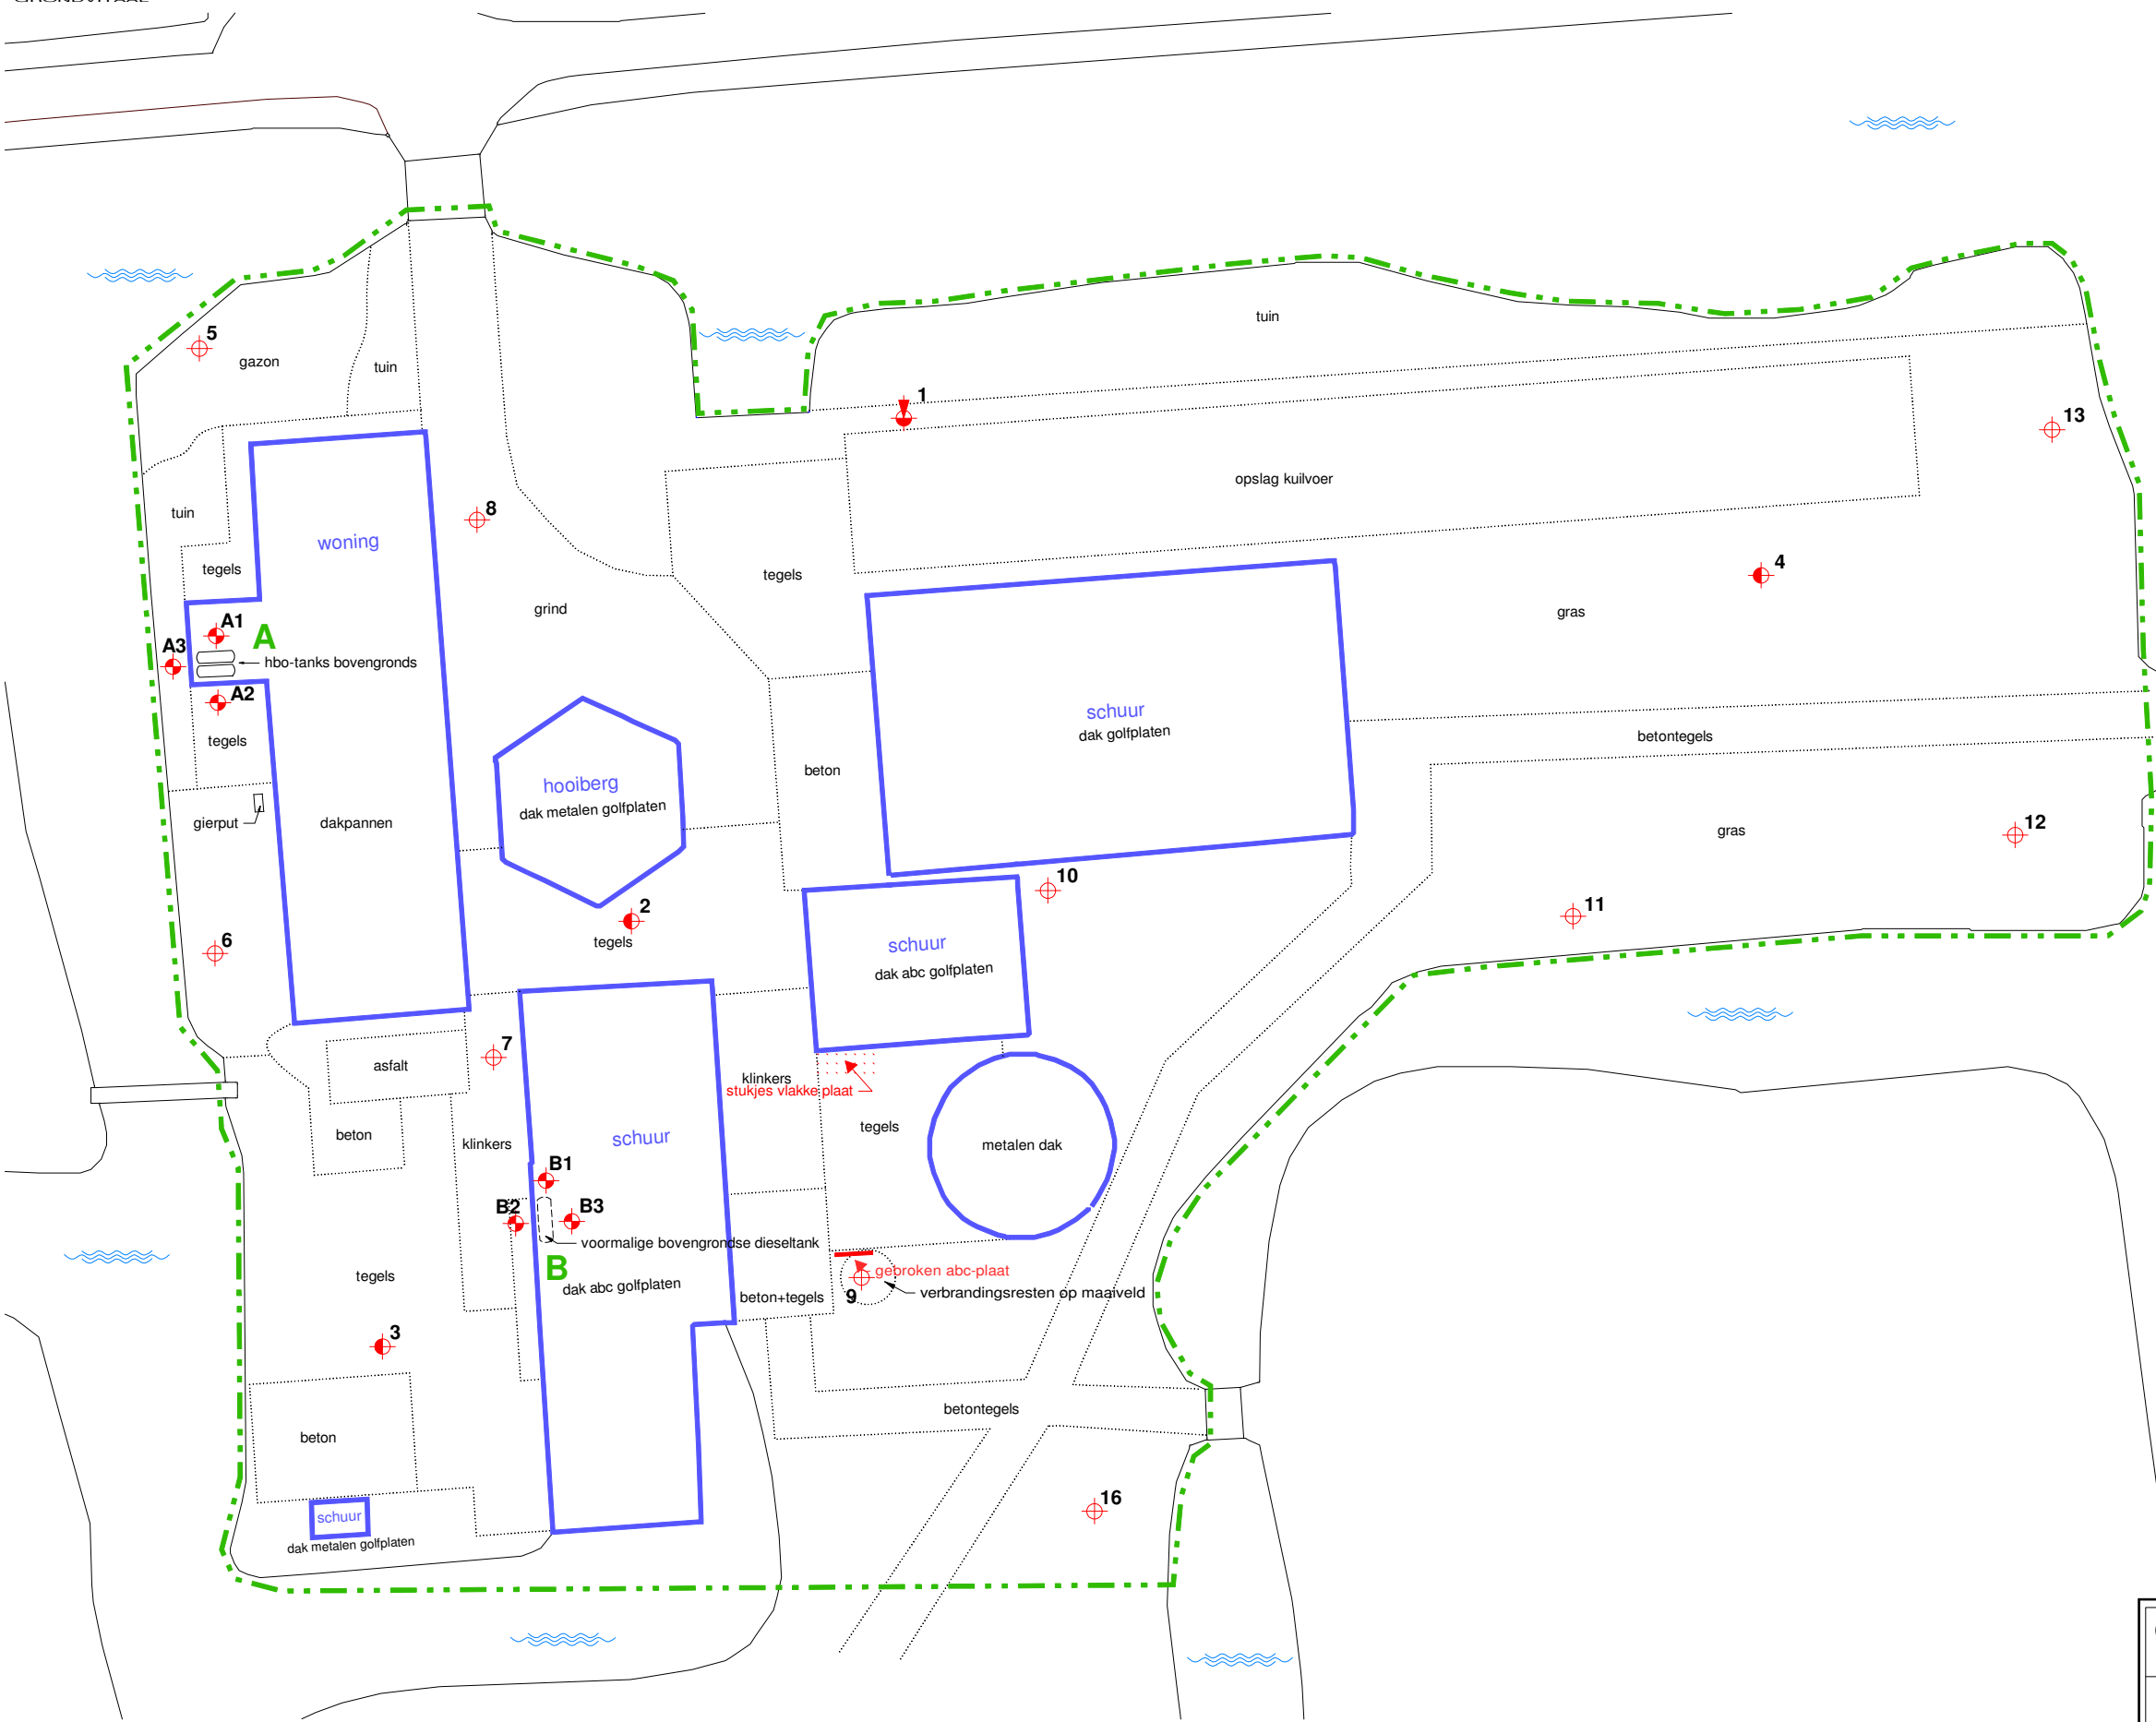 5
gazon
tuin
tuin
1
13
opslag kuilvoer
8
tuin
woning
tegels
tegels
4
grind
gras
A1
A
A3
hbo-tanks bovengronds
A2
tegels
schuur
dak golfplaten
betontegels
beton
hooiberg
dak metalen golfplaten
gierput
dakpannen
gras
12
10
2
11
tegels
6
schuur
dak abc golfplaten
7
asfalt
klinkers
stukjes vlakke plaat
beton
klinkers
schuur
tegels
metalen dak
B1
B2
B3
voormalige bovengrondse dieseltank
B
dak abc golfplaten
tegels
gebroken abc-plaat
9
verbrandingsresten op maaiveld
beton+tegels
3
betontegels
beton
16
schuur
dak metalen golfplaten